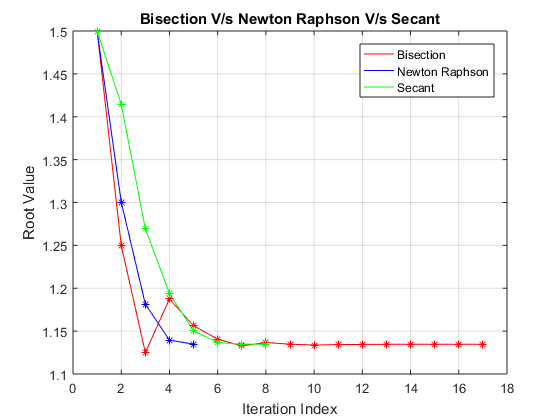 Bisection V/s Newton Raphson V/s Secant
1.5
1.45
1.4
1.35
1.3
1.25
1.2
1.15
1.1
Root Value
Bisection
Newton Raphson
Secant
0 2 4 6 8 10 12 14 16 18
Iteration Index